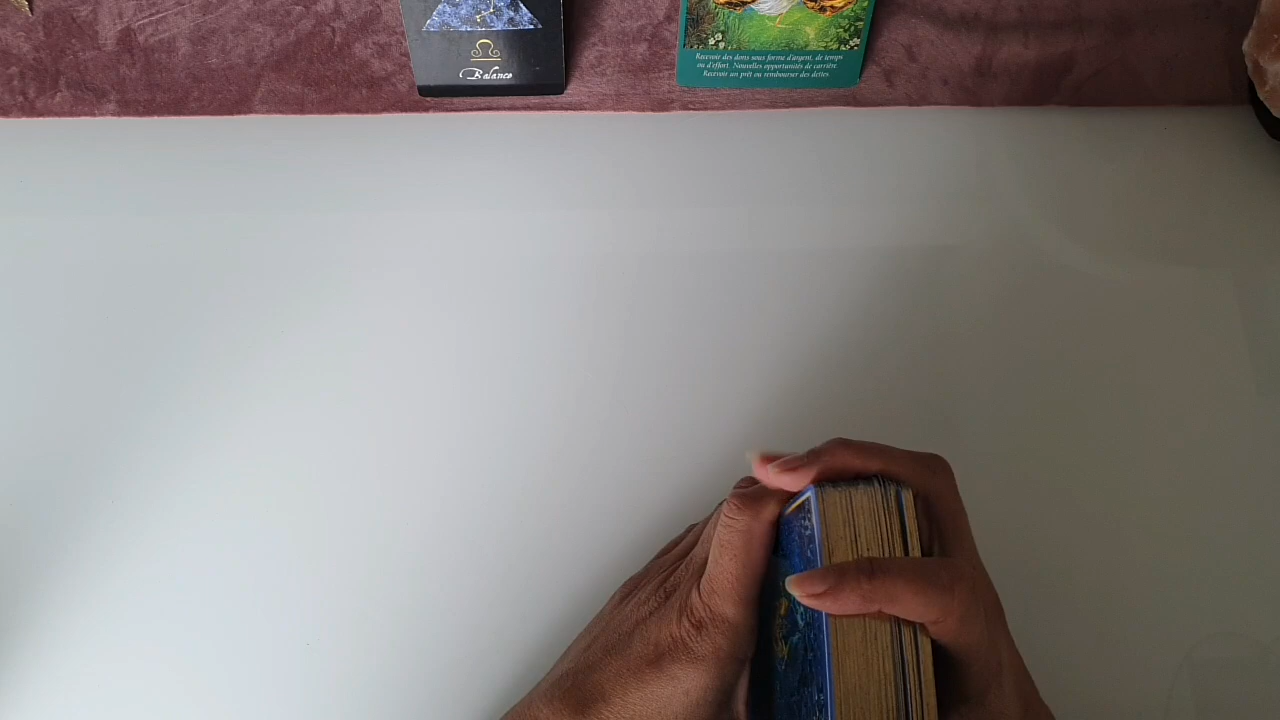 Balance
Recevoir des dons sous forme d'argent, de temps
ou d'effort. Nouvelles opportunités de carrière.
Recevoir un prêt ou rembourser des dettes